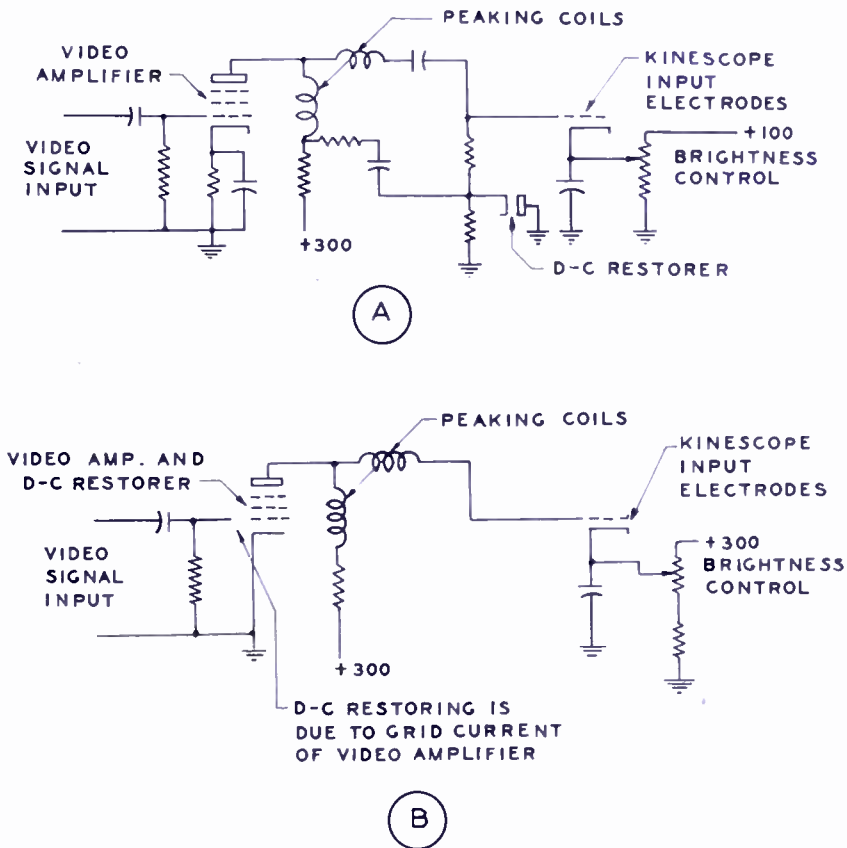 PEAKING COILS
VIDEO
AMPLIFIER
KINESCOPE
INPUT
ELECTRODES
+100
BRIGHTNESS
CONTROL
VIDEO
SIGNAL
INPUT
+300
D-C RESTORER
A
PEAKING COILS
VIDEO AMP. AND
D-C RESTORER
KINESCOPE
INPUT
ELECTRODES
+300
BRIGHTNESS
CONTROL
VIDEO
SIGNAL
INPUT
+300
D-C RESTORING IS
DUE TO GRID CURRENT
OF VIDEO AMPLIFIER
B